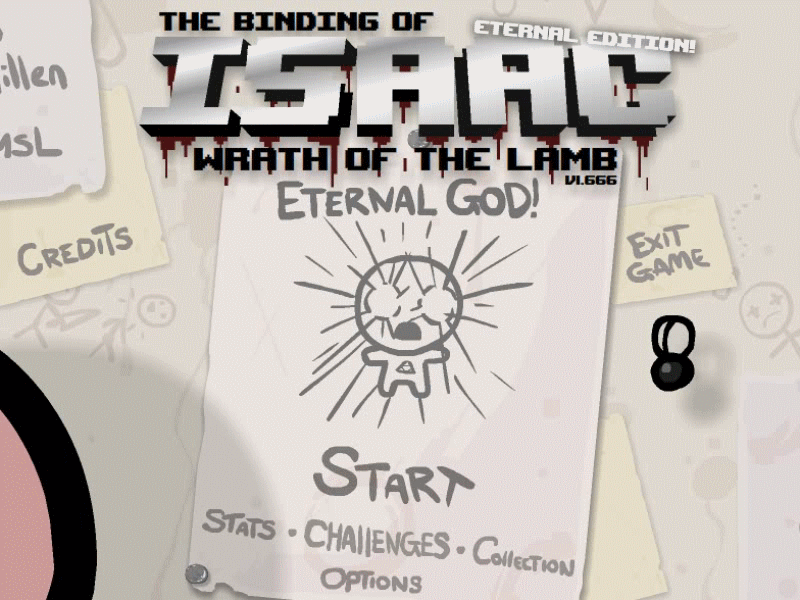 THE BINDING OF
ETERNAL EDITION!
ISAAC
WRATH OF THE LAMB
V1.666
ETERNAL GOD!
CREDITS
EXIT
GAME
START
STATS · CHALLENGES · COLLECTION
OPTIONS